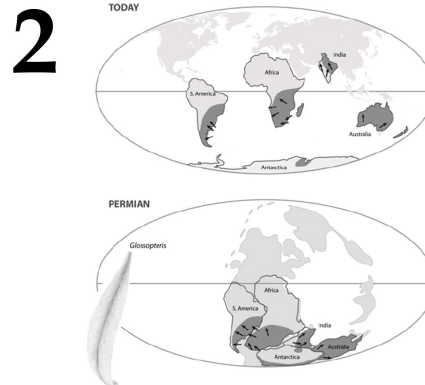 2
TODAY
India
Africa
S. America
Australia
Antarctica
PERMIAN
Glossopteris
Africa
S. America
India
Australia
Antarctica